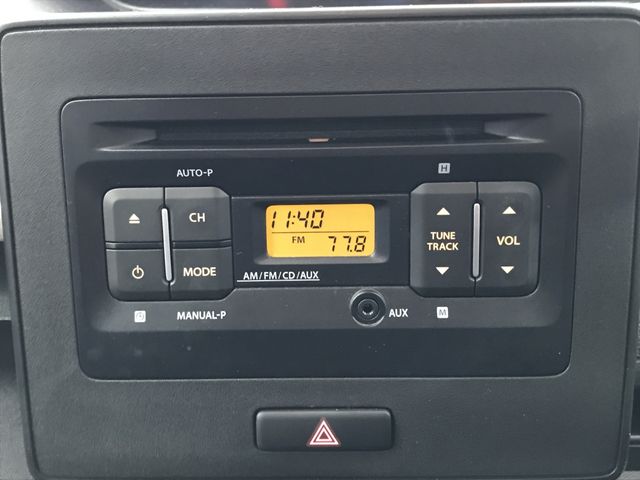 AUTO-P
H
CH
11:40
FM 77.8
TUNE
TRACK
VOL
MODE
AM/FM/CD/AUX
MANUAL-P
AUX
M